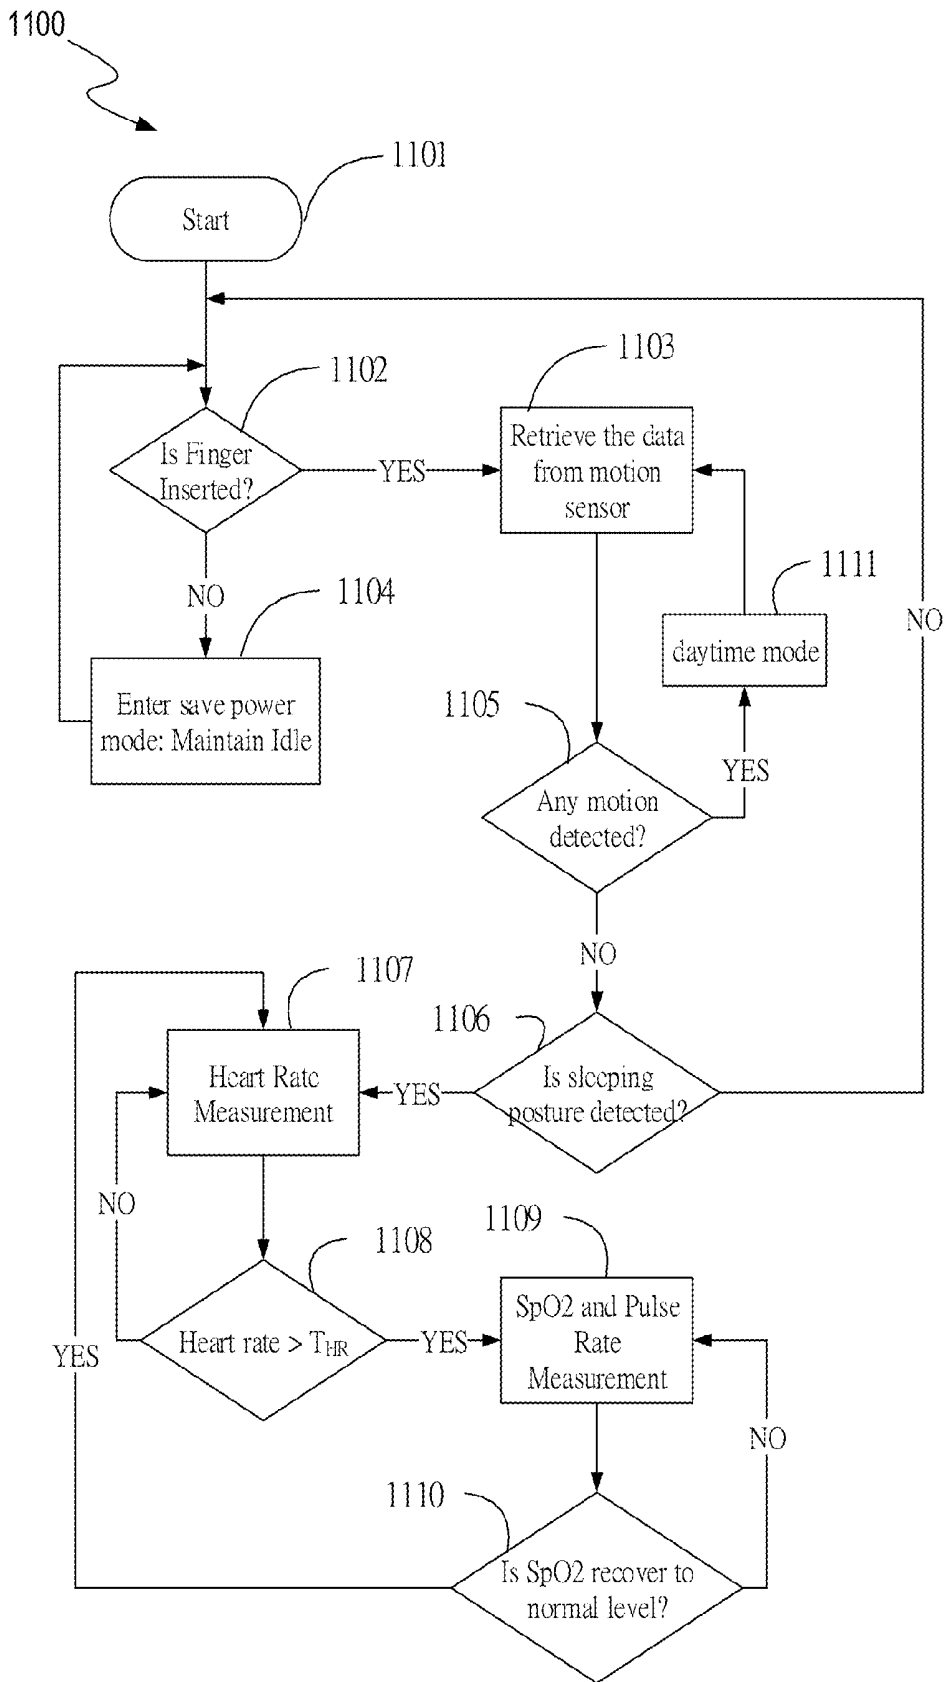 1100
1101
Start
1102
1103
Is Finger
Inserted?
YES
Retrieve the data
from motion
sensor
NO
1104
1111
NO
Enter save power
mode: Maintain Idle
daytime mode
1105
YES
Any motion
detected?
NO
1107
1106
Heart Rate
Measurement
YES
Is sleeping
posture detected?
NO
1108
1109
Heart rate > THR
YES
SpO2 and Pulse
Rate
Measurement
YES
NO
1110
Is SpO2 recover to
normal level?